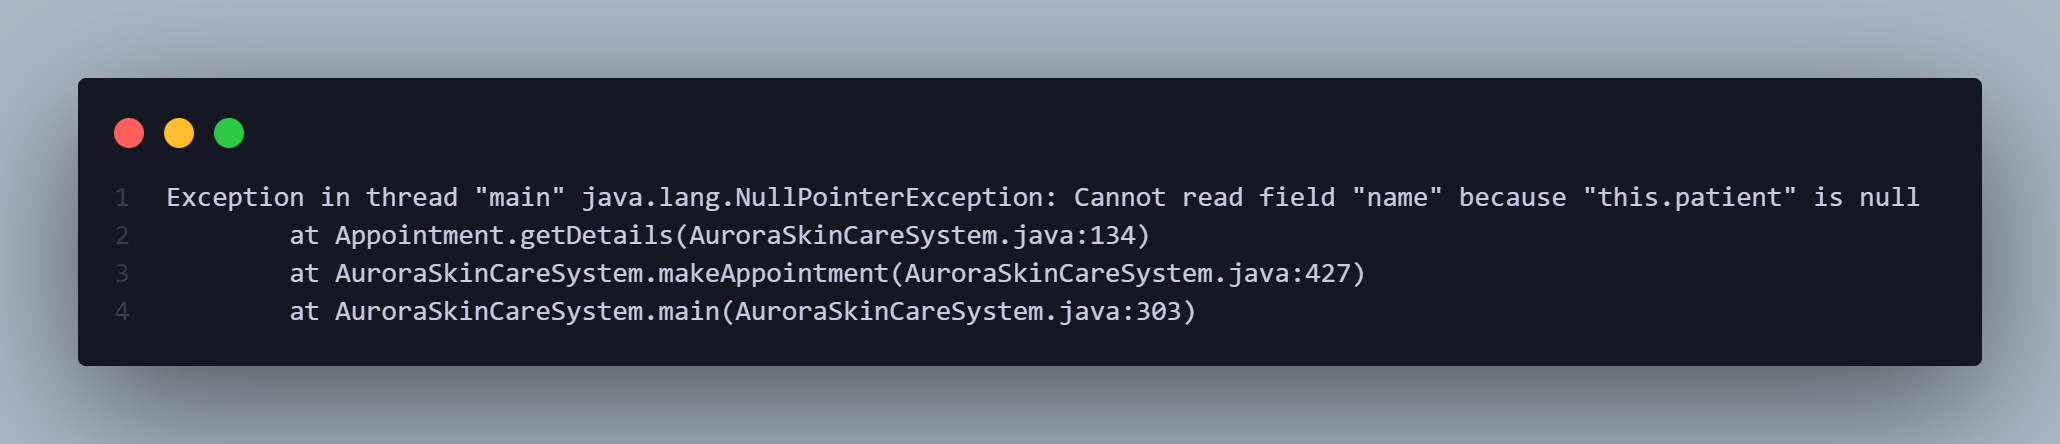 1 Exception in thread "main" java.lang.NullPointerException: Cannot read field "name" because "this.patient" is null
2 at Appointment.getDetails(AuroraSkinCareSystem.java:134)
3 at AuroraSkinCareSystem.makeAppointment(AuroraSkinCareSystem.java:427)
4 at AuroraSkinCareSystem.main(AuroraSkinCareSystem.java:303)